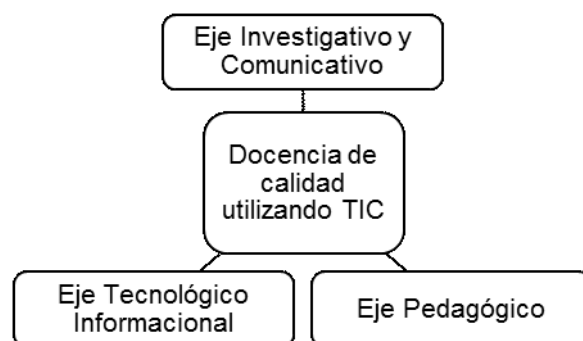 Eje Investigativo y
Comunicativo
Docencia de
calidad
utilizando TIC
Eje Tecnológico
Informacional
Eje Pedagógico